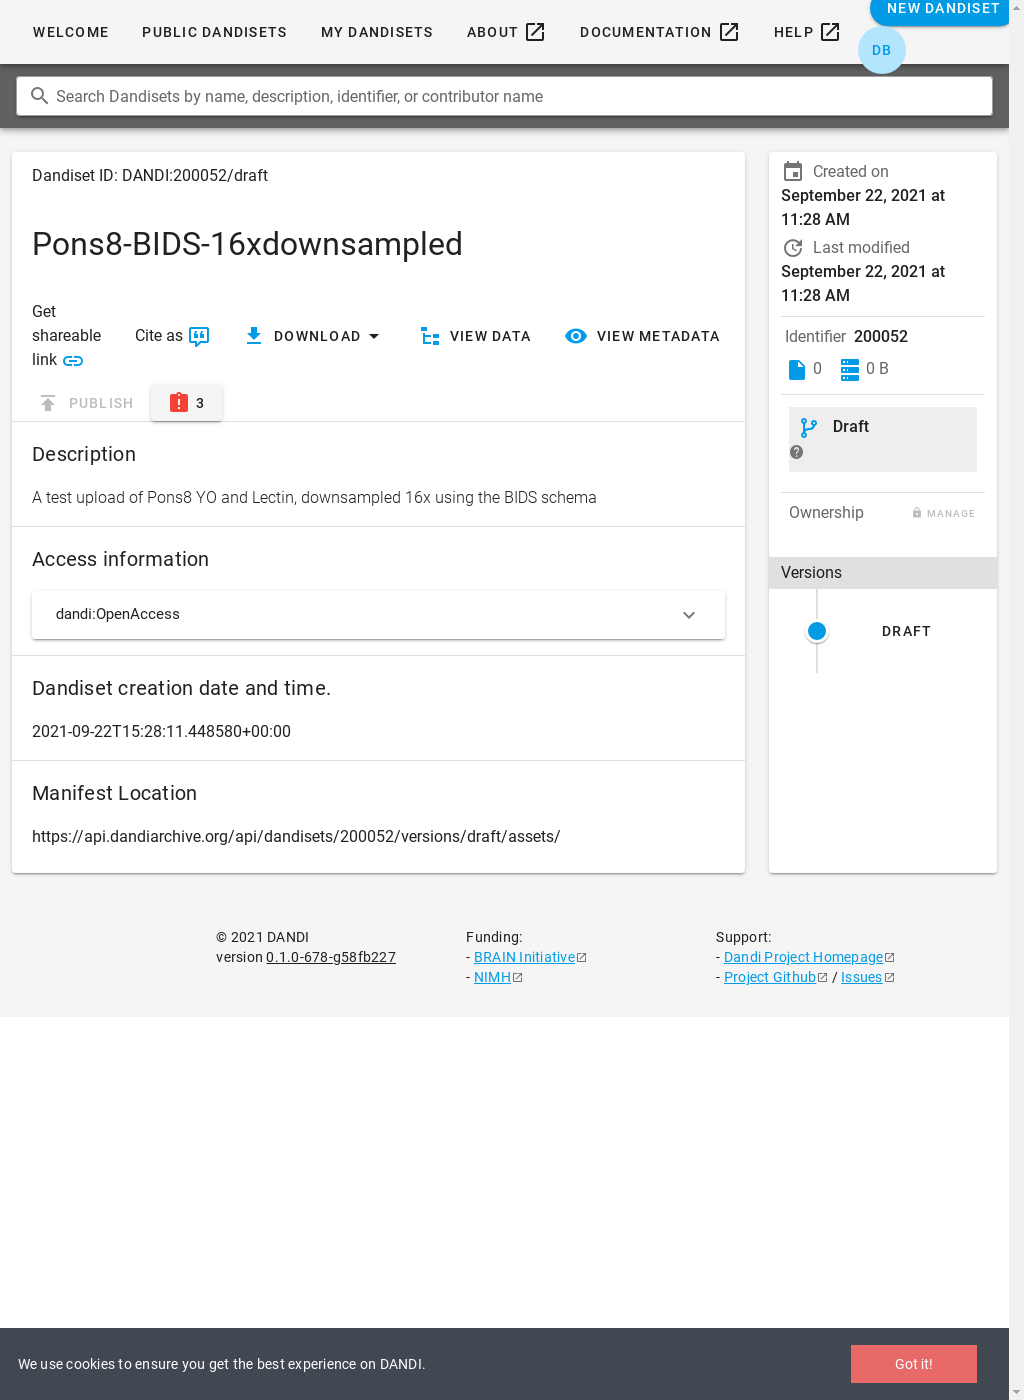 WELCOME
PUBLIC DANDISETS
MY DANDISETS
ABOUT
DOCUMENTATION
HELP
NEW DANDISET
DB
Search Dandisets by name, description, identifier, or contributor name
Dandiset ID: DANDI:200052/draft
Pons8-BIDS-16xdownsampled
Get
shareable
link
Cite as
DOWNLOAD
VIEW DATA
VIEW METADATA
PUBLISH
3
Description
A test upload of Pons8 YO and Lectin, downsampled 16x using the BIDS schema
Access information
dandi:OpenAccess
Dandiset creation date and time.
2021-09-22T15:28:11.448580+00:00
Manifest Location
https://api.dandiarchive.org/api/dandisets/200052/versions/draft/assets/
Created on
September 22, 2021 at
11:28 AM
Last modified
September 22, 2021 at
11:28 AM
Identifier 200052
0 0 B
Draft
Ownership
MANAGE
Versions
DRAFT
© 2021 DANDI
version 0.1.0-678-g58fb227
Funding:
- BRAIN Initiative
- NIMH
Support:
- Dandi Project Homepage
- Project Github / Issues
We use cookies to ensure you get the best experience on DANDI.
Got it!